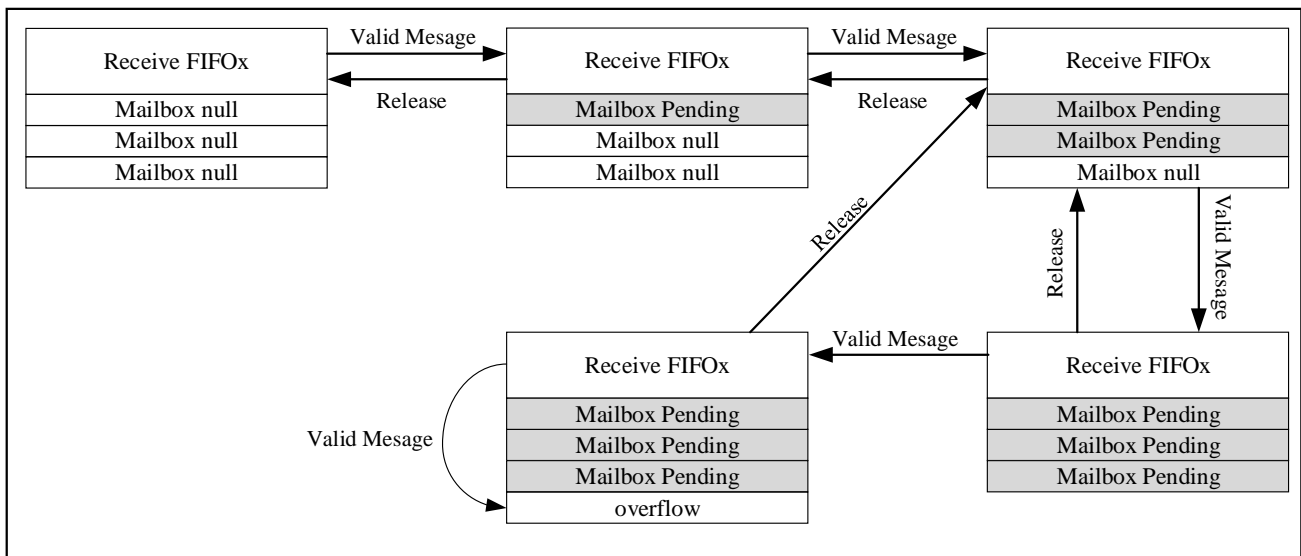 Receive FIFOx
Mailbox null
Mailbox null
Mailbox null
Valid Mesage
Release
Receive FIFOx
Mailbox Pending
Mailbox null
Mailbox null
Valid Mesage
Release
Receive FIFOx
Mailbox Pending
Mailbox Pending
Mailbox null
Release
Release
Valid Mesage
Receive FIFOx
Mailbox Pending
Mailbox Pending
Mailbox Pending
overflow
Valid Mesage
Valid Mesage
Receive FIFOx
Mailbox Pending
Mailbox Pending
Mailbox Pending